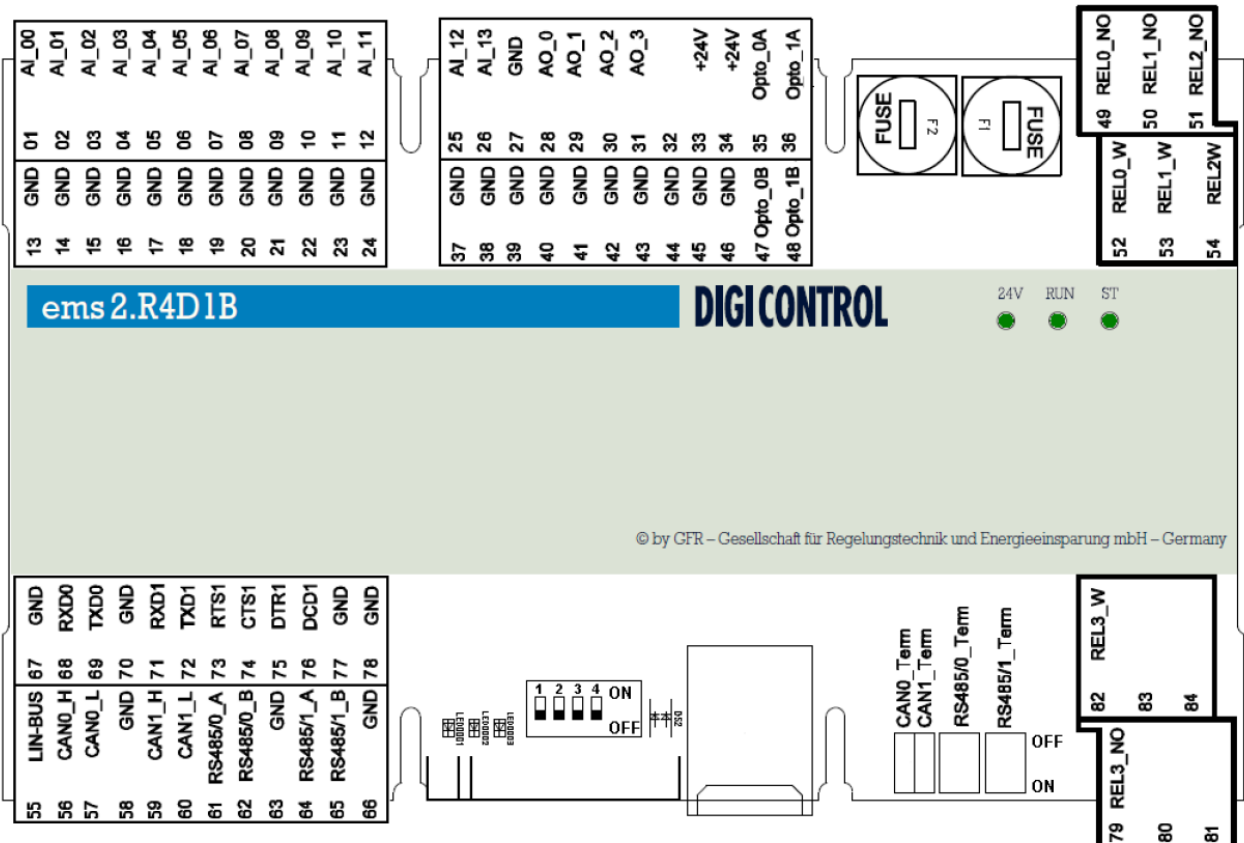 AI_00 AI_01 AI_02 AI_03 AI_04 AI_05 AI_06 AI_07 AI_08 AI_09 AI_10 AI_11
01 02 03 04 05 06 07 08 09 10 11 12
GND GND GND GND GND GND GND GND GND GND GND GND
13 14 15 16 17 18 19 20 21 22 23 24
AI_12 AI_13 GND AO_0 AO_1 AO_2 AO_3 +24V +24V Opto_0A Opto_1A
25 26 27 28 29 30 31 32 33 34 35 36
GND GND GND GND GND GND GND GND GND GND Opto_0B Opto_1B
37 38 39 40 41 42 43 44 45 46 47 48
FUSE F2
F1 FUSE
REL0_NO REL1_NO REL2_NO
49 50 51
REL0_W REL1_W REL2W
52 53 54
ems 2.R4D1B
DIGICONTROL
24V RUN ST
© by GFR – Gesellschaft für Regelungstechnik und Energieeinsparung mbH – Germany
GND RXD0 TXD0 GND RXD1 TXD1 RTS1 CTS1 DTR1 DCD1 GND GND
67 68 69 70 71 72 73 74 75 76 77 78
LIN-BUS CAN0_H CAN0_L GND CAN1_H CAN1_L RS485/0_A RS485/0_B GND RS485/1_A RS485/1_B GND
55 56 57 58 59 60 61 62 63 64 65 66
LED0001 LED0002 LED0003
1 2 3 4 ON
OFF
DS2
CAN0_Term
CAN1_Term
RS485/0_Term
RS485/1_Term
OFF
ON
REL3_W
82 83 84
REL3_NO
79 80 81